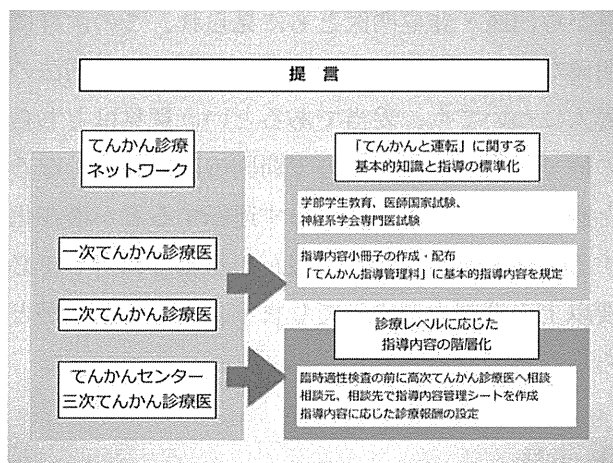 提 言
てんかん診療
ネットワーク
一次てんかん診療医
二次てんかん診療医
てんかんセンター
三次てんかん診療医
「てんかんと運転」に関する
基本的知識と指導の標準化
学部学生教育、医師国家試験、
神経系学会専門医試験
指導内容小冊子の作成・配布
「てんかん指導管理料」に基本的指導内容を規定
診療レベルに応じた
指導内容の階層化
臨時適性検査の前に高次てんかん診療医へ相談
相談元、相談先で指導内容管理シートを作成
指導内容に応じた診療報酬の設定